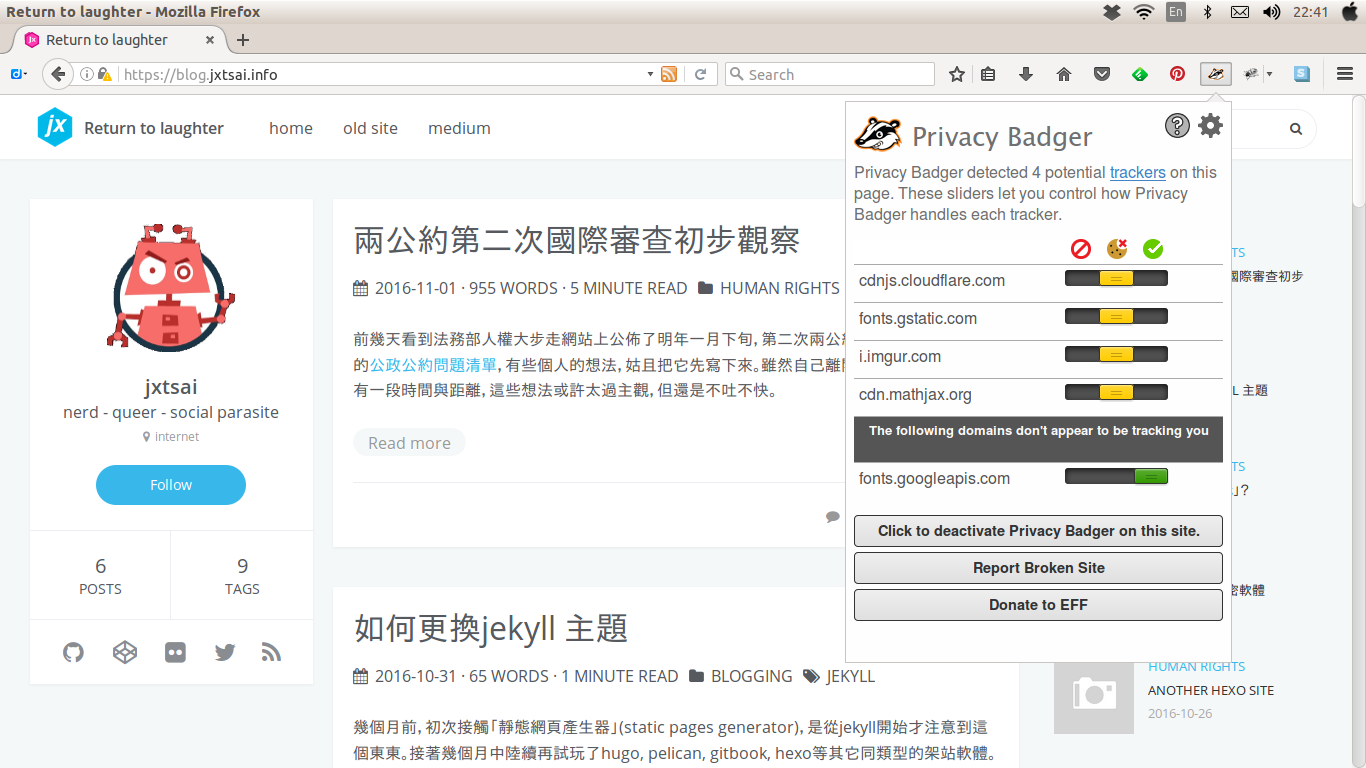 Return to laughter - Mozilla Firefox
En
22:41
Return to laughter
https://blog.jxtsai.info
Search
jx
Return to laughter
home
old site
medium
jxtsai
nerd - queer - social parasite
internet
Follow
6
POSTS
9
TAGS
兩公約第二次國際審查初步觀察
2016-11-01 · 955 WORDS · 5 MINUTE READ
HUMAN RIGHTS
前幾天看到法務部人權大步走網站上公佈了明年一月下旬，第二次兩公
的公政公約問題清單，有些個人的想法，姑且把它先寫下來。雖然自己離
有一段時間與距離，這些想法或許太過主觀，但還是不吐不快。
Read more
如何更換jekyll 主題
2016-10-31 · 65 WORDS · 1 MINUTE READ
BLOGGING
JEKYLL
幾個月前，初次接觸「靜態網頁產生器」(static pages generator)，是從jekyll開始才注意到這
個東東。接著幾個月中陸續再試玩了hugo, pelican, gitbook, hexo等其它同類型的架站軟體。
Privacy Badger
Privacy Badger detected 4 potential trackers on this
page. These sliders let you control how Privacy
Badger handles each tracker.
cdnjs.cloudflare.com
fonts.gstatic.com
i.imgur.com
cdn.mathjax.org
The following domains don't appear to be tracking you
fonts.googleapis.com
Click to deactivate Privacy Badger on this site.
Report Broken Site
Donate to EFF
TS
國際審查初步
L 主題
TS
」?
密軟體
HUMAN RIGHTS
ANOTHER HEXO SITE
2016-10-26